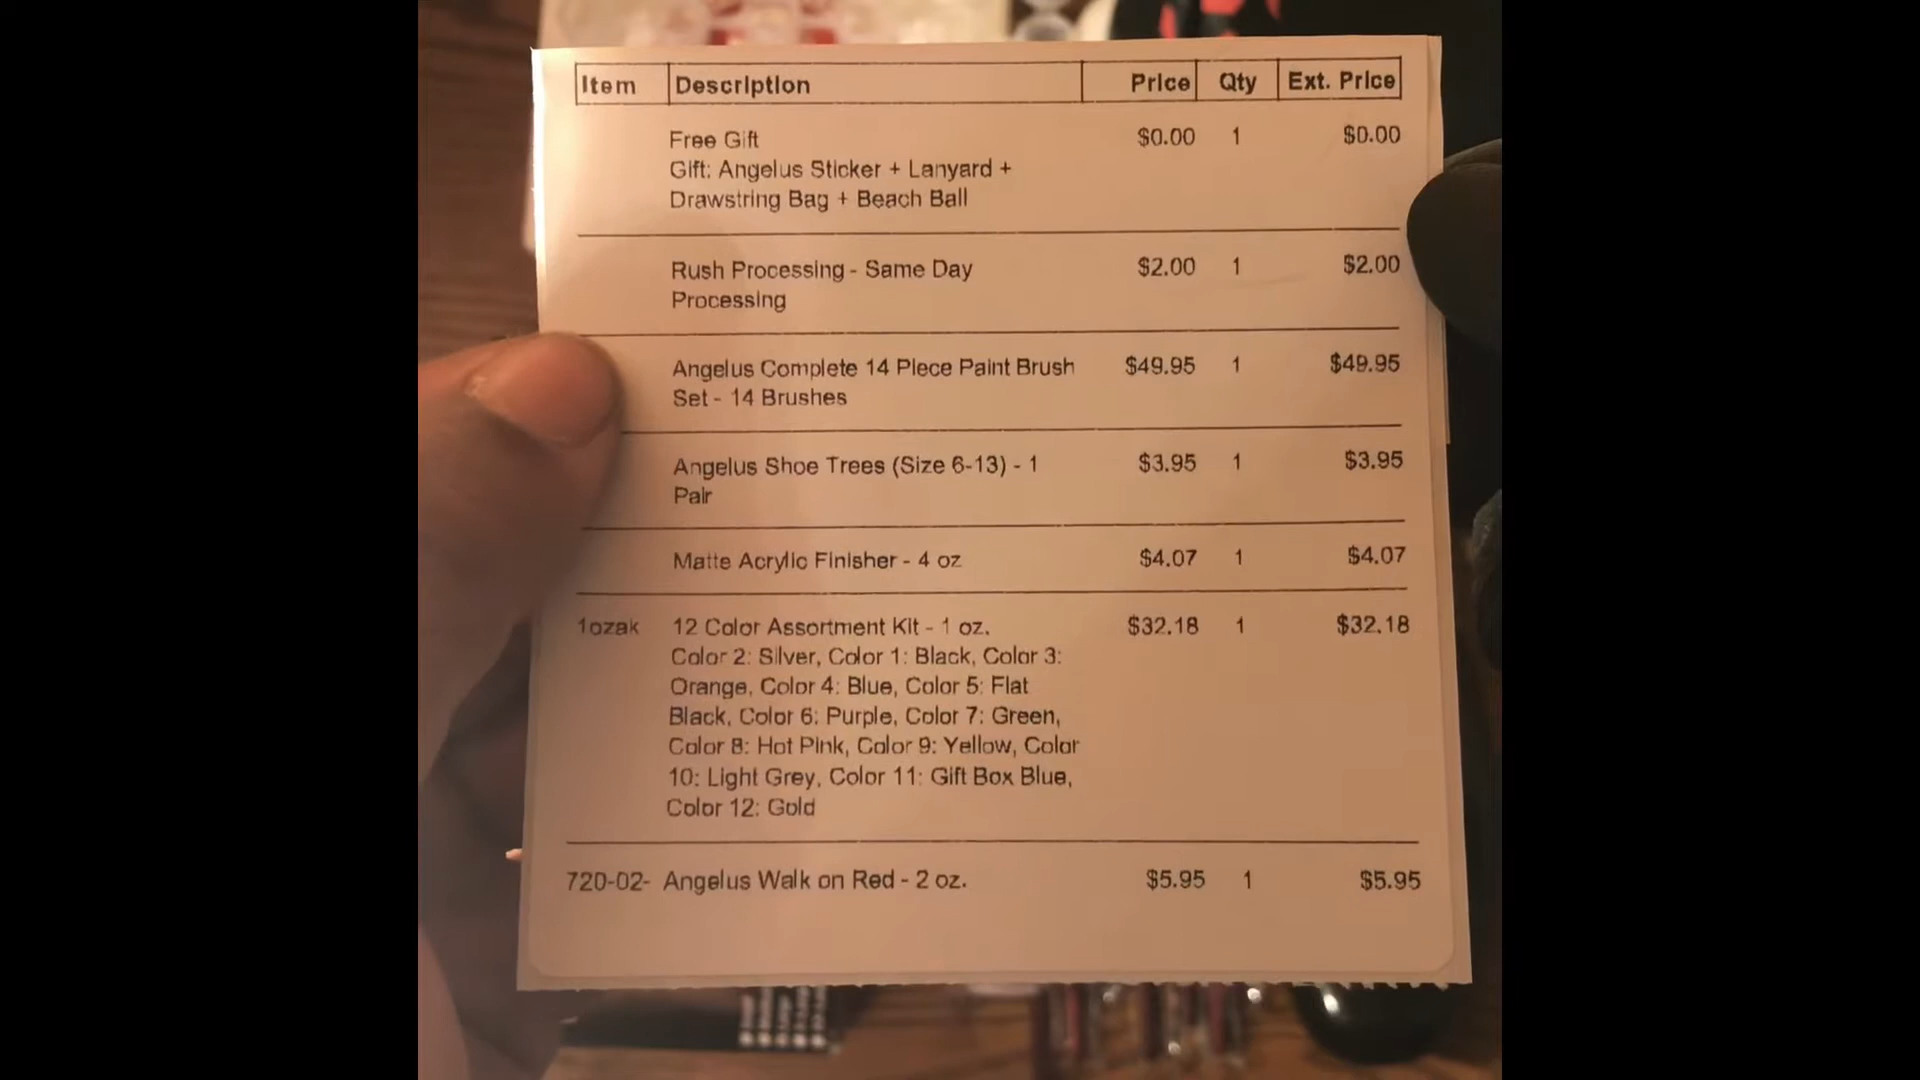 Item Description Price Qty Ext. Price
Free Gift $0.00 1 $0.00
Gift: Angelus Sticker + Lanyard +
Drawstring Bag + Beach Ball
Rush Processing - Same Day $2.00 1 $2.00
Processing
Angelus Complete 14 Piece Paint Brush $49.95 1 $49.95
Set - 14 Brushes
Angelus Shoe Trees (Size 6-13) - 1 $3.95 1 $3.95
Pair
Matte Acrylic Finisher - 4 oz $4.07 1 $4.07
1ozak 12 Color Assortment Kit - 1 oz. $32.18 1 $32.18
Color 2: Silver, Color 1: Black, Color 3:
Orange, Color 4: Blue, Color 5: Flat
Black, Color 6: Purple, Color 7: Green,
Color 8: Hot Pink, Color 9: Yellow, Color
10: Light Grey, Color 11: Gift Box Blue,
Color 12: Gold
720-02- Angelus Walk on Red - 2 oz. $5.95 1 $5.95